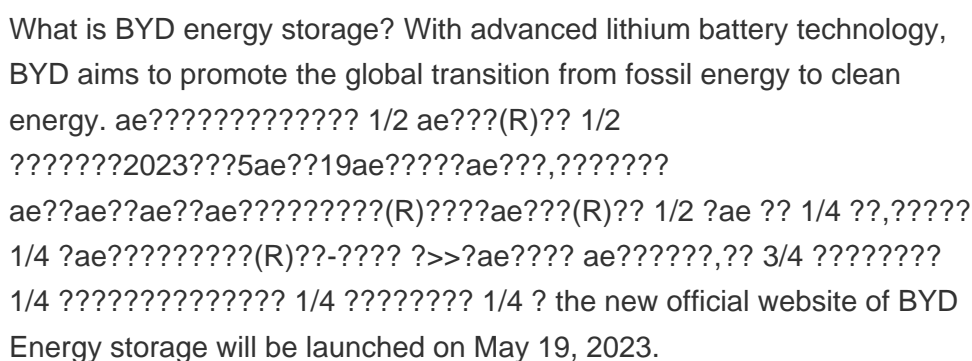 What is BYD energy storage? With advanced lithium battery technology,
BYD aims to promote the global transition from fossil energy to clean
energy. ae????????????? 1/2 ae???(R)?? 1/2
???????2023???5ae??19ae?????ae???,???????
ae??ae??ae??ae?????????(R)????ae???(R)?? 1/2 ?ae ?? 1/4 ??,?????
1/4 ?ae?????????(R)??-???? ?>>?ae???? ae??????,?? 3/4 ????????
1/4 ?????????????? 1/4 ???????? 1/4 ? the new official website of BYD
Energy storage will be launched on May 19, 2023.